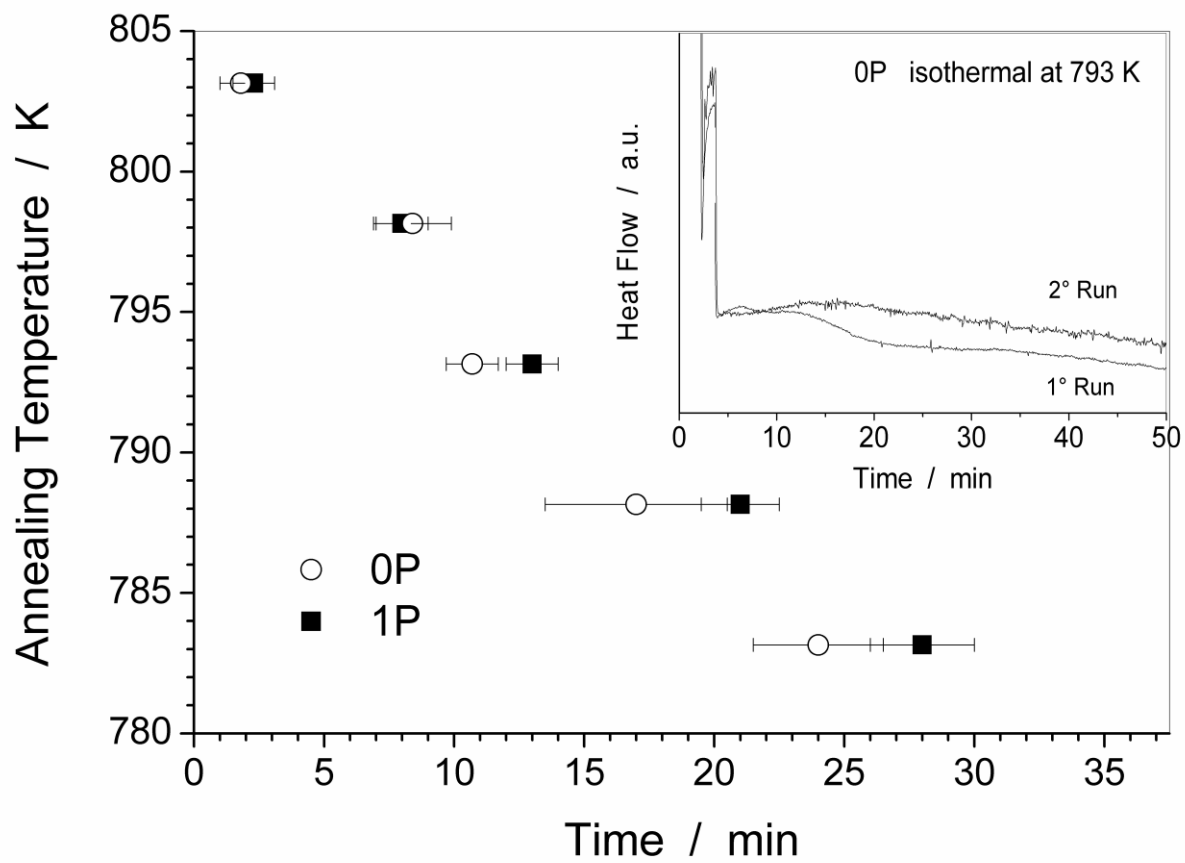 805
800
795
790
785
780
Annealing Temperature / K
0
5
10
15
20
25
30
35
Time / min
0P
1P
0P isothermal at 793 K
Heat Flow / a.u.
2° Run
1° Run
0
10
20
30
40
50
Time / min